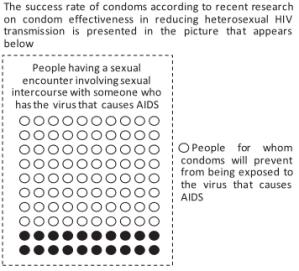 The success rate of condoms according to recent research
on condom effectiveness in reducing heterosexual HIV
transmission is presented in the picture that appears
below
People having a sexual
encounter involving sexual
intercourse with someone who
has the virus that causes AIDS
People for whom
condoms will prevent
from being exposed to
the virus that causes
AIDS